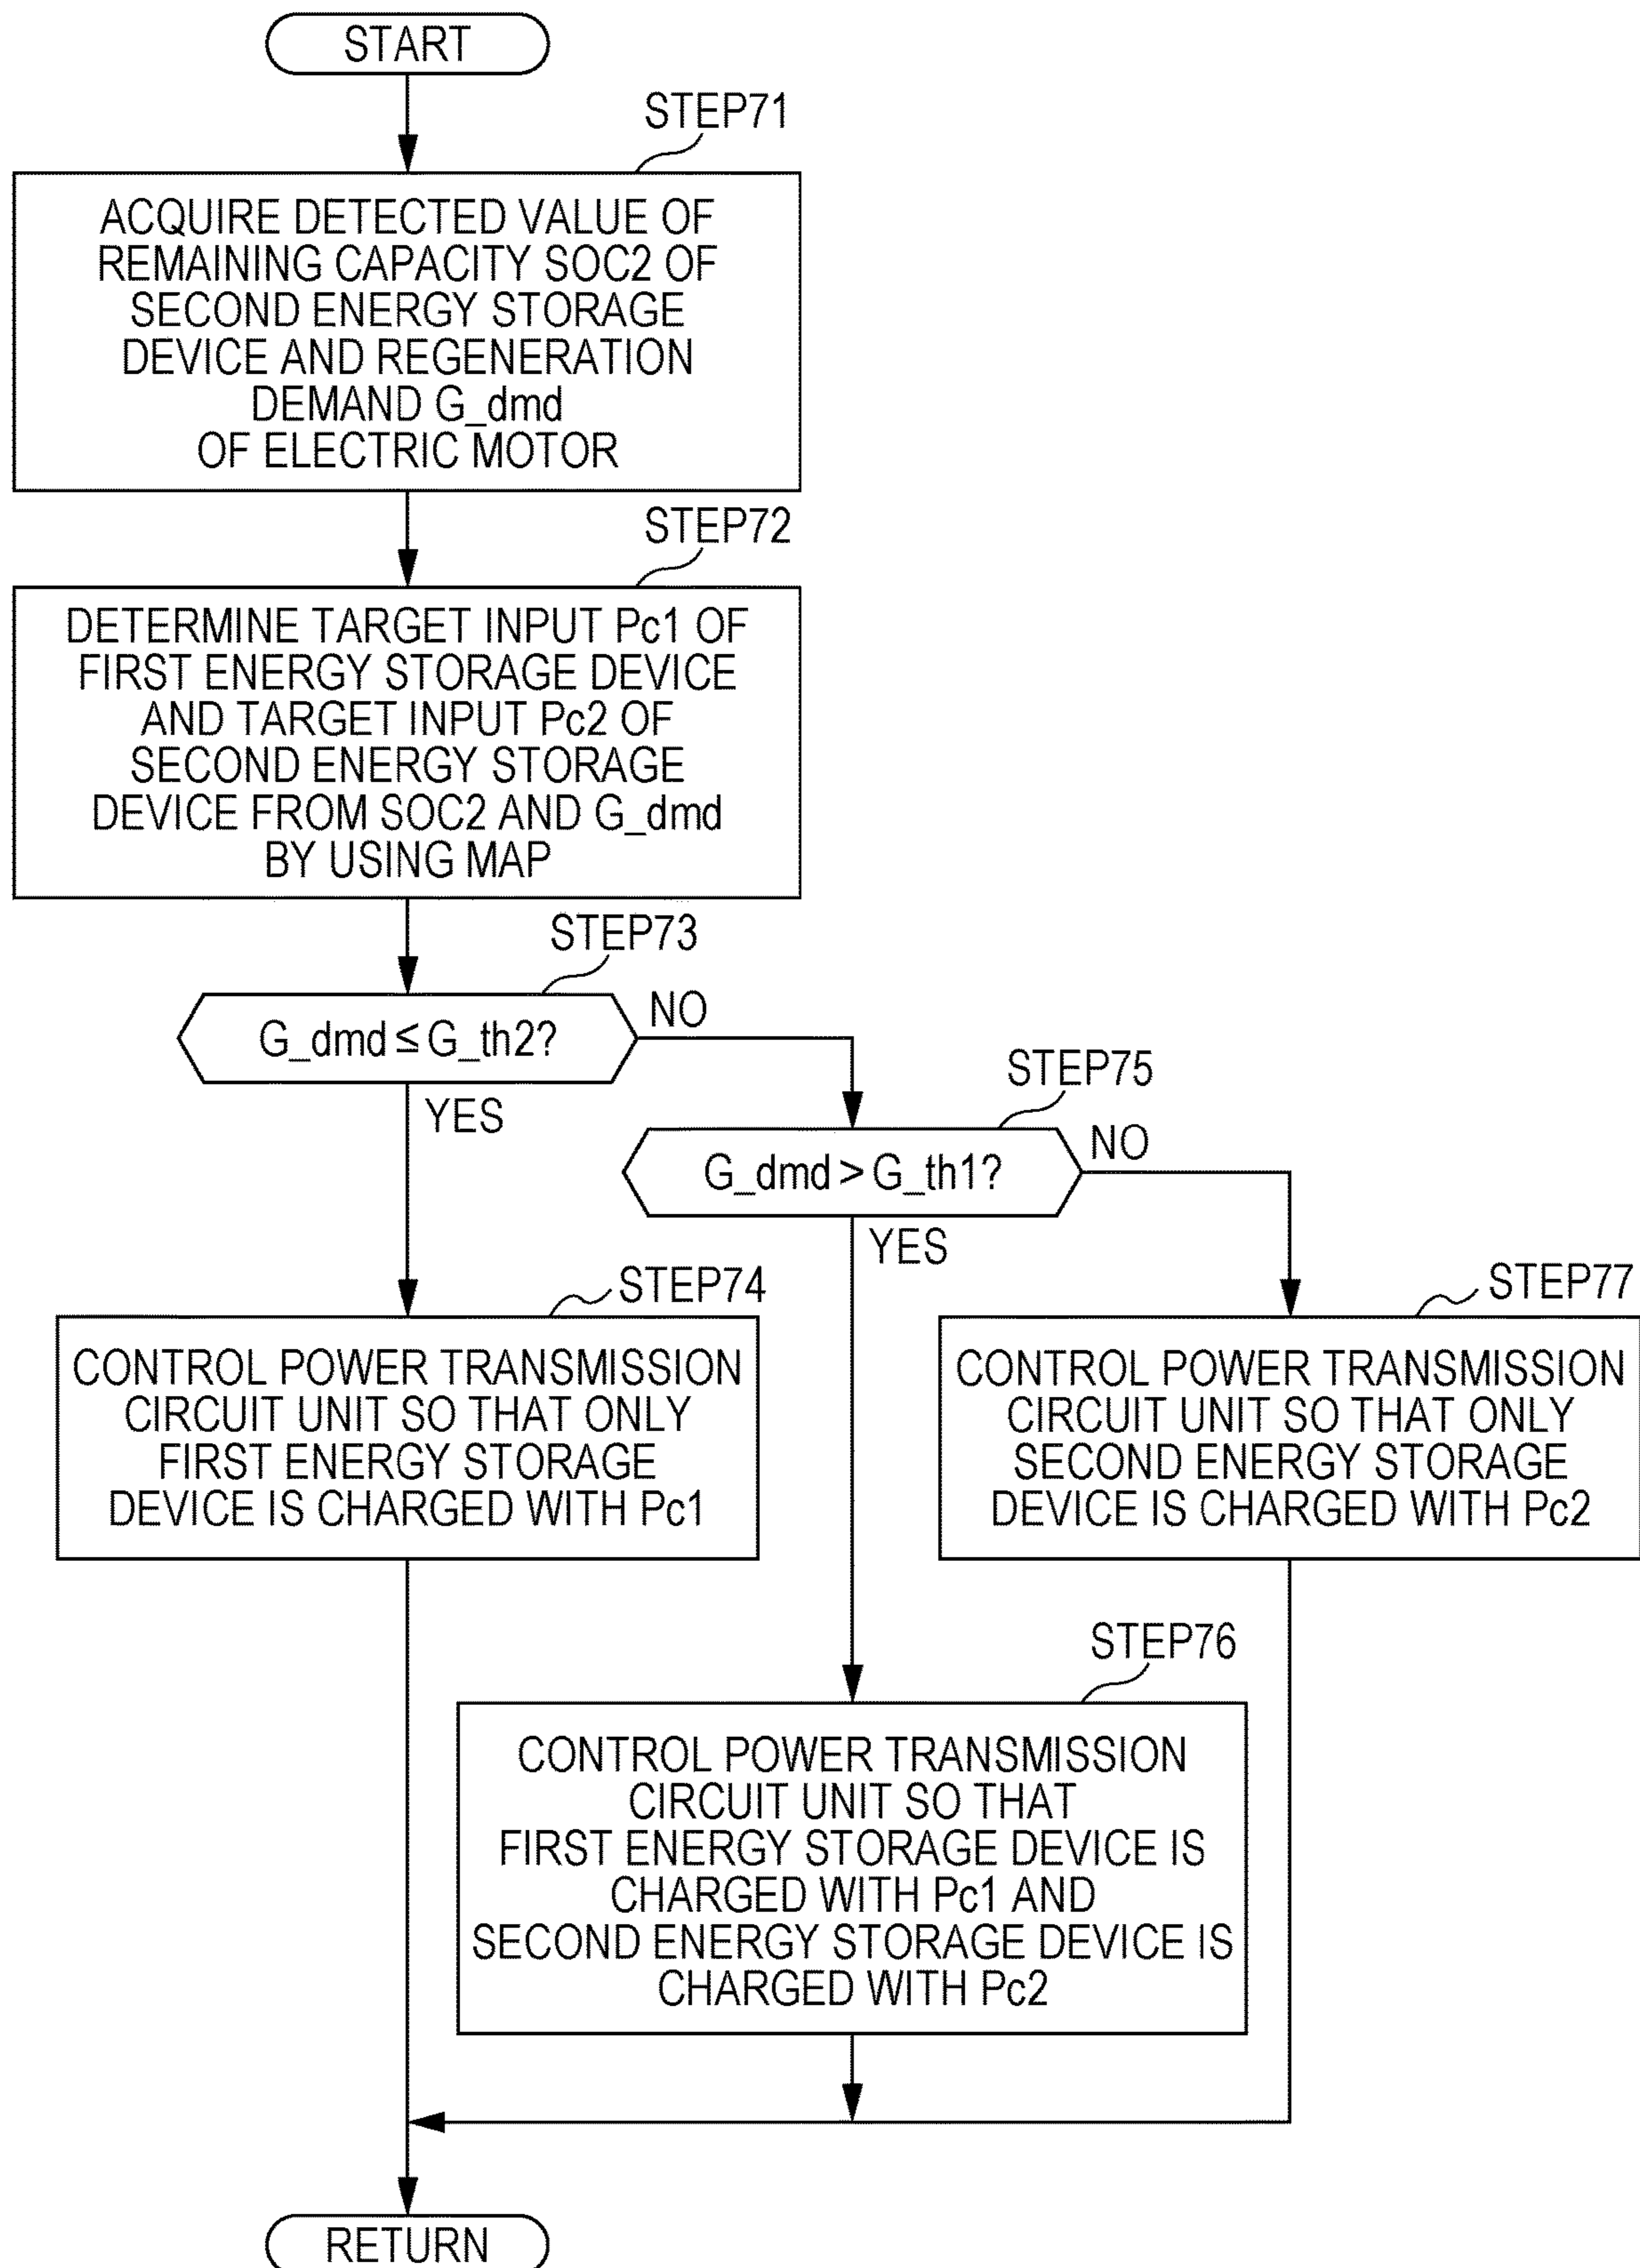 START
STEP71
ACQUIRE DETECTED VALUE OF
REMAINING CAPACITY SOC2 OF
SECOND ENERGY STORAGE
DEVICE AND REGENERATION
DEMAND G_dmd
OF ELECTRIC MOTOR
STEP72
DETERMINE TARGET INPUT Pc1 OF
FIRST ENERGY STORAGE DEVICE
AND TARGET INPUT Pc2 OF
SECOND ENERGY STORAGE
DEVICE FROM SOC2 AND G_dmd
BY USING MAP
STEP73
G_dmd ≤ G_th2?
NO
YES
STEP75
G_dmd > G_th1?
NO
YES
STEP74
CONTROL POWER TRANSMISSION
CIRCUIT UNIT SO THAT ONLY
FIRST ENERGY STORAGE
DEVICE IS CHARGED WITH Pc1
STEP77
CONTROL POWER TRANSMISSION
CIRCUIT UNIT SO THAT ONLY
SECOND ENERGY STORAGE
DEVICE IS CHARGED WITH Pc2
STEP76
CONTROL POWER TRANSMISSION
CIRCUIT UNIT SO THAT
FIRST ENERGY STORAGE DEVICE IS
CHARGED WITH Pc1 AND
SECOND ENERGY STORAGE DEVICE IS
CHARGED WITH Pc2
RETURN